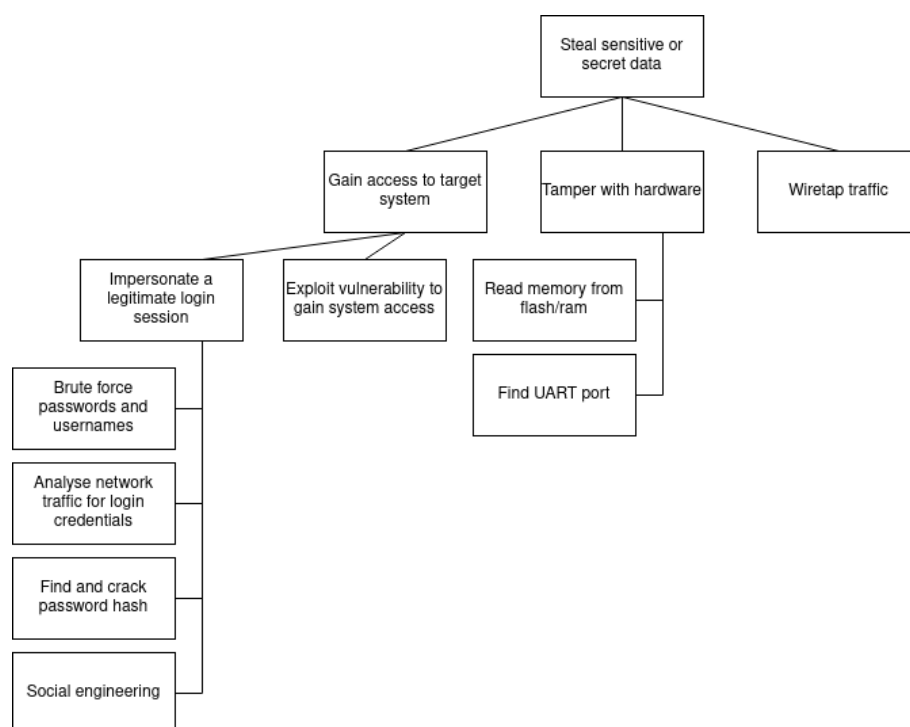 Steal sensitive or
secret data
Gain access to target
system
Tamper with hardware
Wiretap traffic
Impersonate a
legitimate login
session
Exploit vulnerability to
gain system access
Read memory from
flash/ram
Find UART port
Brute force
passwords and
usernames
Analyse network
traffic for login
credentials
Find and crack
password hash
Social engineering